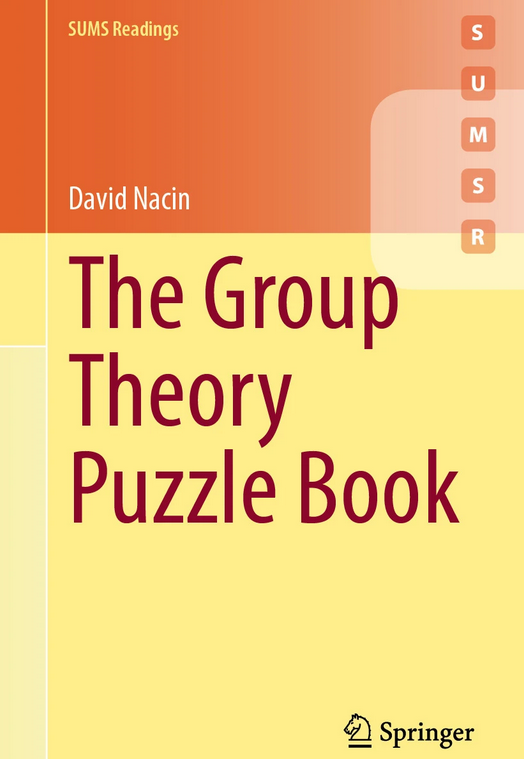 SUMS Readings
S
U
M
S
R
David Nacin
The Group
Theory
Puzzle Book
Springer